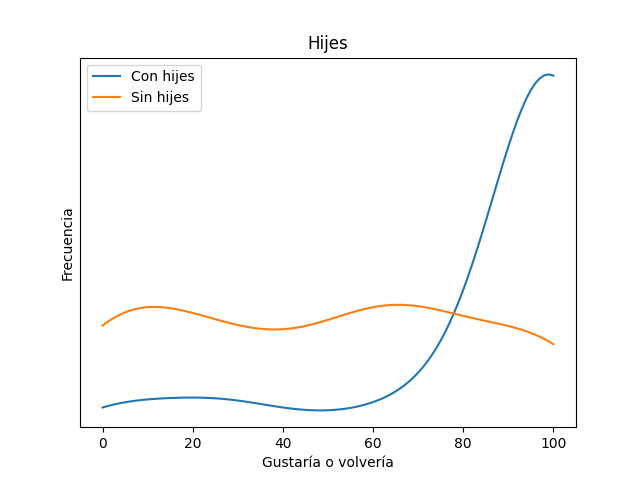 Hijes
Con hijes
Sin hijes
Frecuencia
0 20 40 60 80 100
Gustaría o volvería